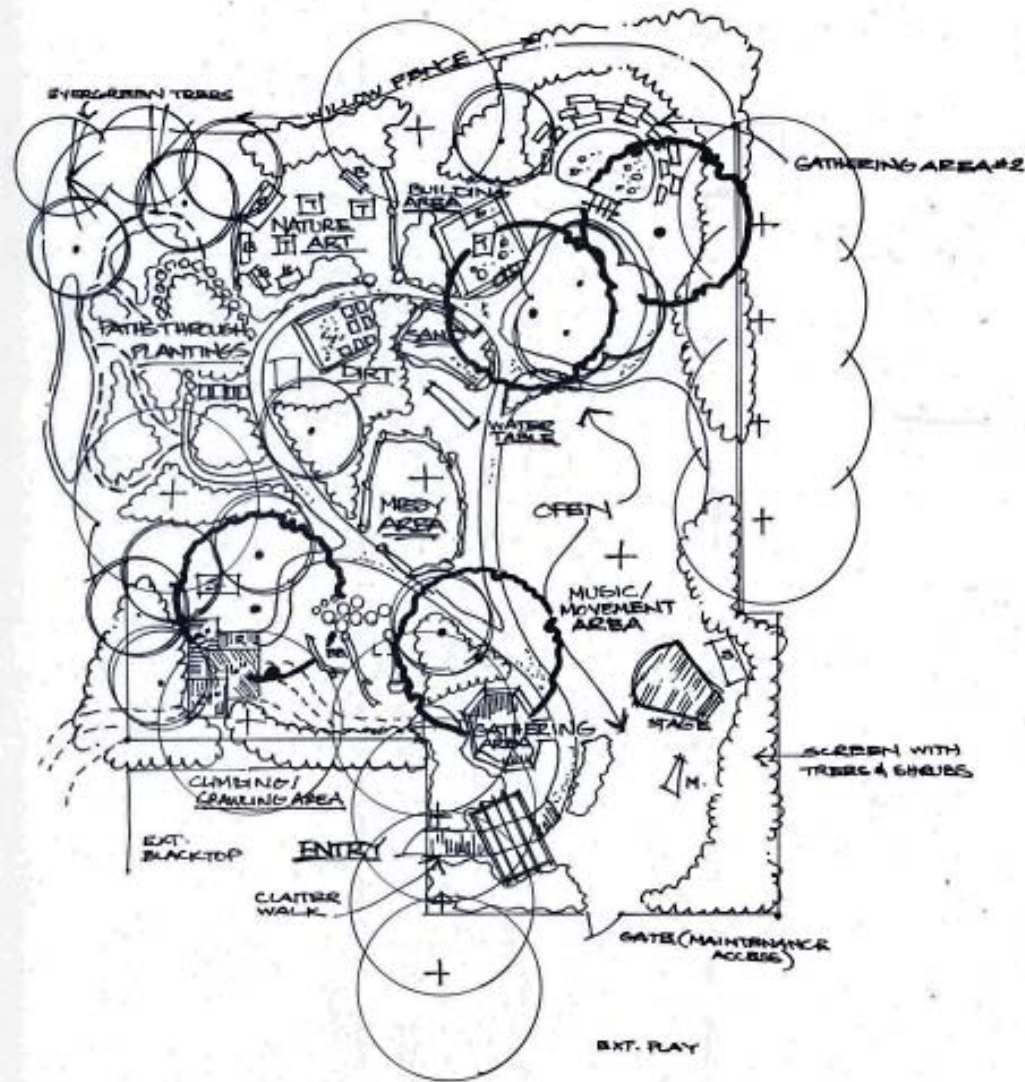 WILLOW FENCE
EVERGREEN TREES
GATHERING AREA #2
BUILDING
AREA
B
B
T
T
NATURE
ART
T
T
B
B
B
PATHS THROUGH
PLANTINGS
SAND
DIRT
WATER
TABLE
MESSY
AREA
OPEN
MUSIC/
MOVEMENT
AREA
STAGE
GATHERING
AREA
M.
SCREEN WITH
TREES & SHRUBS
CLIMBING/
CRAWLING AREA
EXT.
BLACKTOP
ENTRY
CLATTER
WALK
GATE (MAINTENANCE
ACCESS)
EXT. PLAY